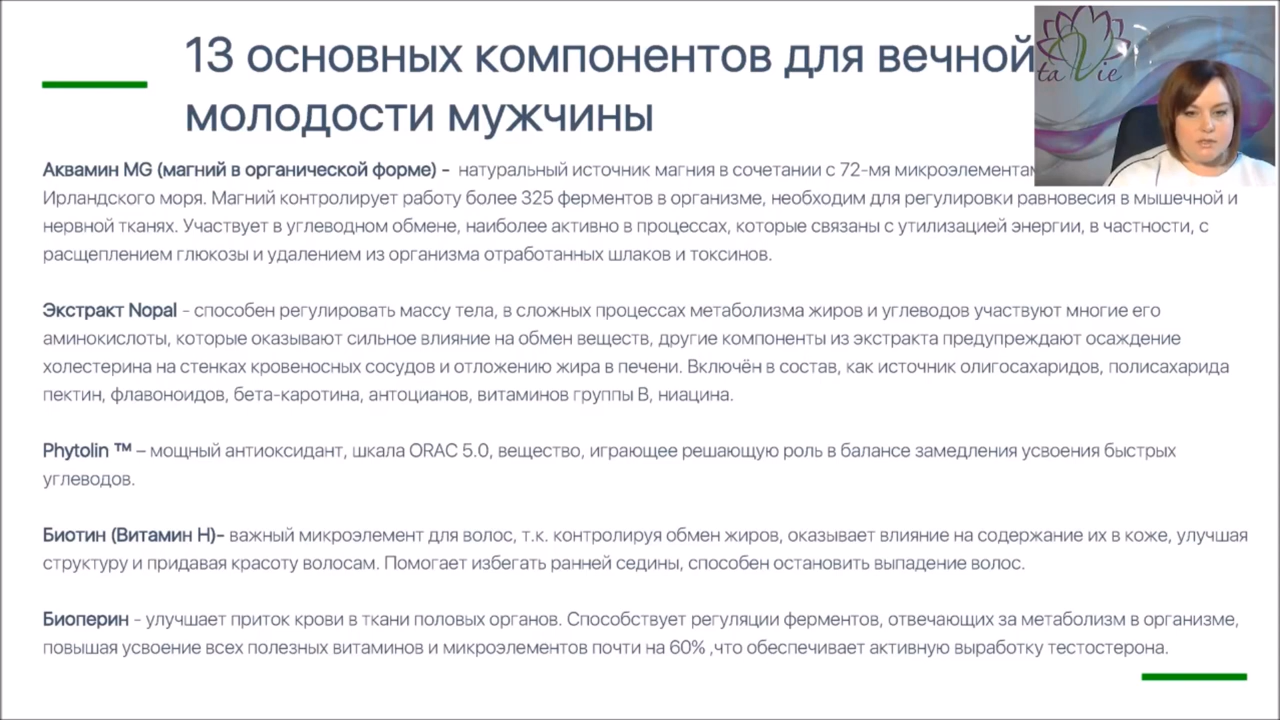 13 основных компонентов для вечной
молодости мужчины
ta Vie
Аквамин MG (магний в органической форме) - натуральный источник магния в сочетании с 72-мя
Ирландского моря. Магний контролирует работу более 325 ферментов в организме, необходим для регулировки равновесия в мышечной и
нервной тканях. Участвует в углеводном обмене, наиболее активно в процессах, которые связаны с утилизацией энергии, в частности, с
расщеплением глюкозы и удалением из организма отработанных шлаков и токсинов.
Экстракт Nopal - способен регулировать массу тела, в сложных процессах метаболизма жиров и углеводов участвуют многие его
аминокислоты, которые оказывают сильное влияние на обмен веществ, другие компоненты из экстракта предупреждают осаждение
холестерина на стенках кровеносных сосудов и отложению жира в печени. Включён в состав, как источник олигосахаридов, полисахарида
пектин, флавоноидов, бета-каротина, антоцианов, витаминов группы В, ниацина.
Phytolin ™ – мощный антиоксидант, шкала ORAC 5.0, вещество, играющее решающую роль в балансе замедления усвоения быстрых
углеводов.
Биотин (Витамин Н)- важный микроэлемент для волос, т.к. контролируя обмен жиров, оказывает влияние на содержание их в коже, улучшая
структуру и придавая красоту волосам. Помогает избегать ранней седины, способен остановить выпадение волос.
Биоперин - улучшает приток крови в ткани половых органов. Способствует регуляции ферментов, отвечающих за метаболизм в организме,
повышая усвоение всех полезных витаминов и микроэлементов почти на 60% ,что обеспечивает активную выработку тестостерона.